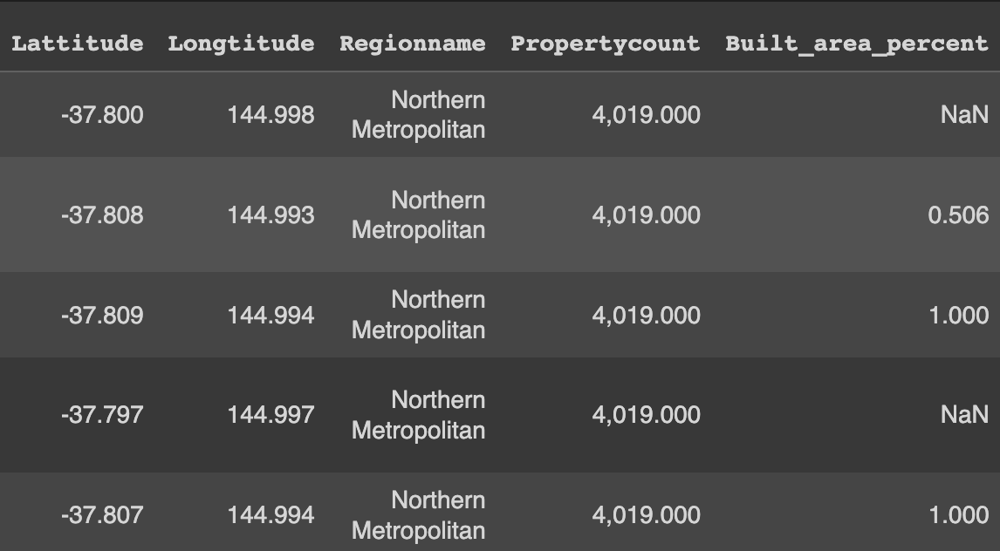 Lattitude Longtitude Regionname Propertycount Built_area_percent
-37.800 144.998 Northern Metropolitan 4,019.000 NaN
-37.808 144.993 Northern Metropolitan 4,019.000 0.506
-37.809 144.994 Northern Metropolitan 4,019.000 1.000
-37.797 144.997 Northern Metropolitan 4,019.000 NaN
-37.807 144.994 Northern Metropolitan 4,019.000 1.000